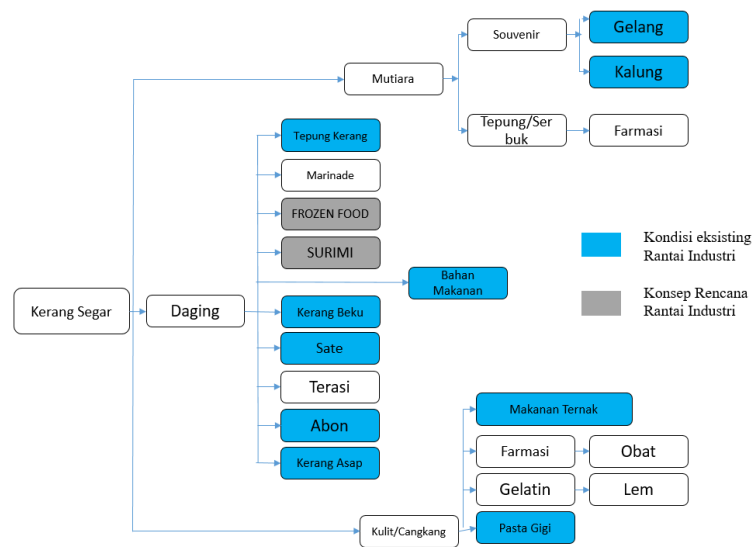 Souvenir
Gelang
Kalung
Mutiara
Tepung/Ser
buk
Farmasi
Tepung Kerang
Marinade
FROZEN FOOD
SURIMI
Bahan
Makanan
Kerang Segar
Daging
Kerang Beku
Sate
Terasi
Abon
Kerang Asap
Kondisi eksisting
Rantai Industri
Konsep Rencana
Rantai Industri
Makanan Ternak
Farmasi
Obat
Gelatin
Lem
Kulit/Cangkang
Pasta Gigi